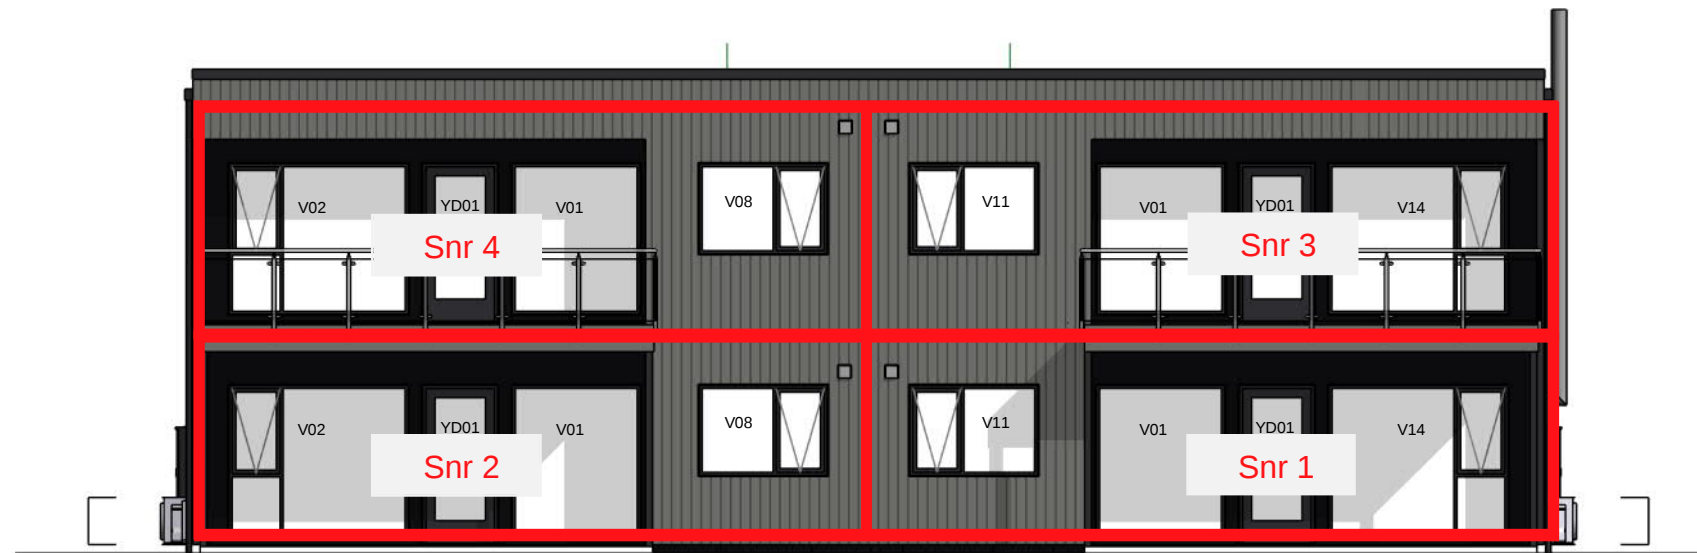 V02 YD01 V01 V08 V11 V01 YD01 V14
Snr 4 Snr 3
V02 YD01 V01 V08 V11 V01 YD01 V14
Snr 2 Snr 1